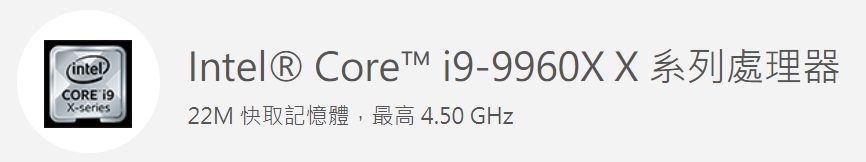 intel
CORE i9
X-series
Intel® Core™ i9-9960X X 系列處理器
22M 快取記憶體，最高 4.50 GHz